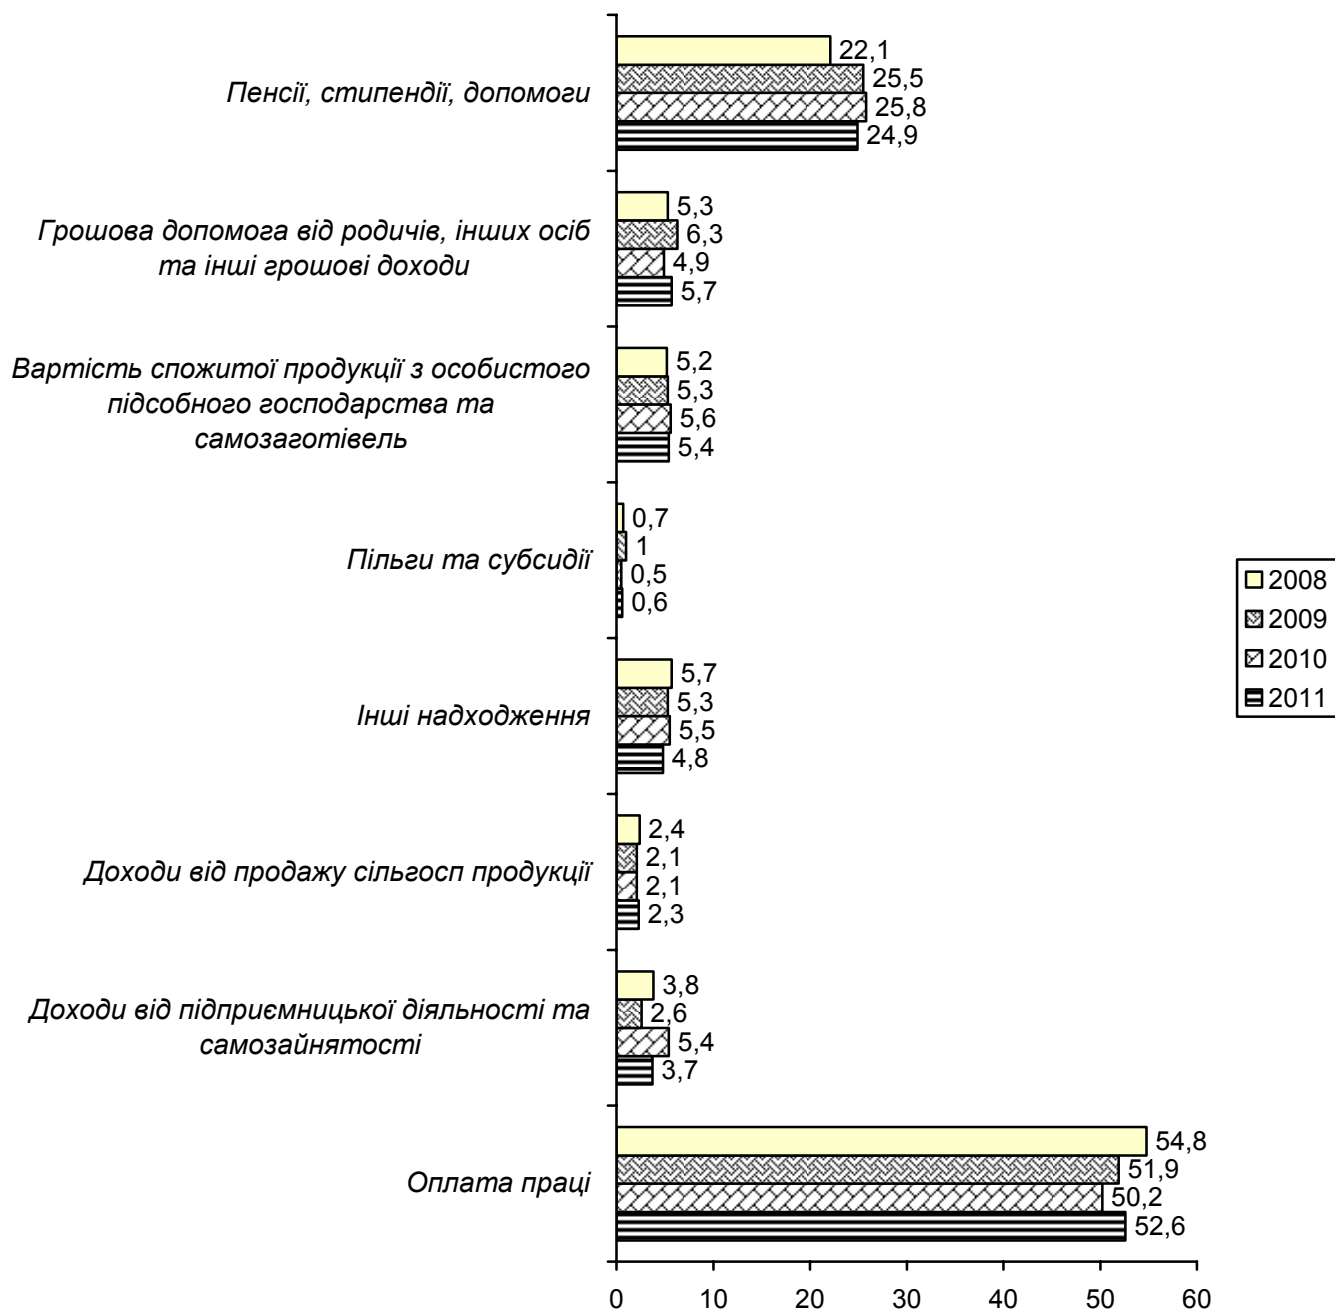 Пенсії, стипендії, допомоги
22,1
25,5
25,8
24,9
Грошова допомога від родичів, інших осіб
та інші грошові доходи
5,3
6,3
4,9
5,7
Вартість спожитої продукції з особистого
підсобного господарства та
самозаготівель
5,2
5,3
5,6
5,4
Пільги та субсидії
0,7
1
0,5
0,6
Інші надходження
5,7
5,3
5,5
4,8
Доходи від продажу сільгосп продукції
2,4
2,1
2,1
2,3
Доходи від підприємницької діяльності та
самозайнятості
3,8
2,6
5,4
3,7
Оплата праці
54,8
51,9
50,2
52,6
0 10 20 30 40 50 60
2008
2009
2010
2011